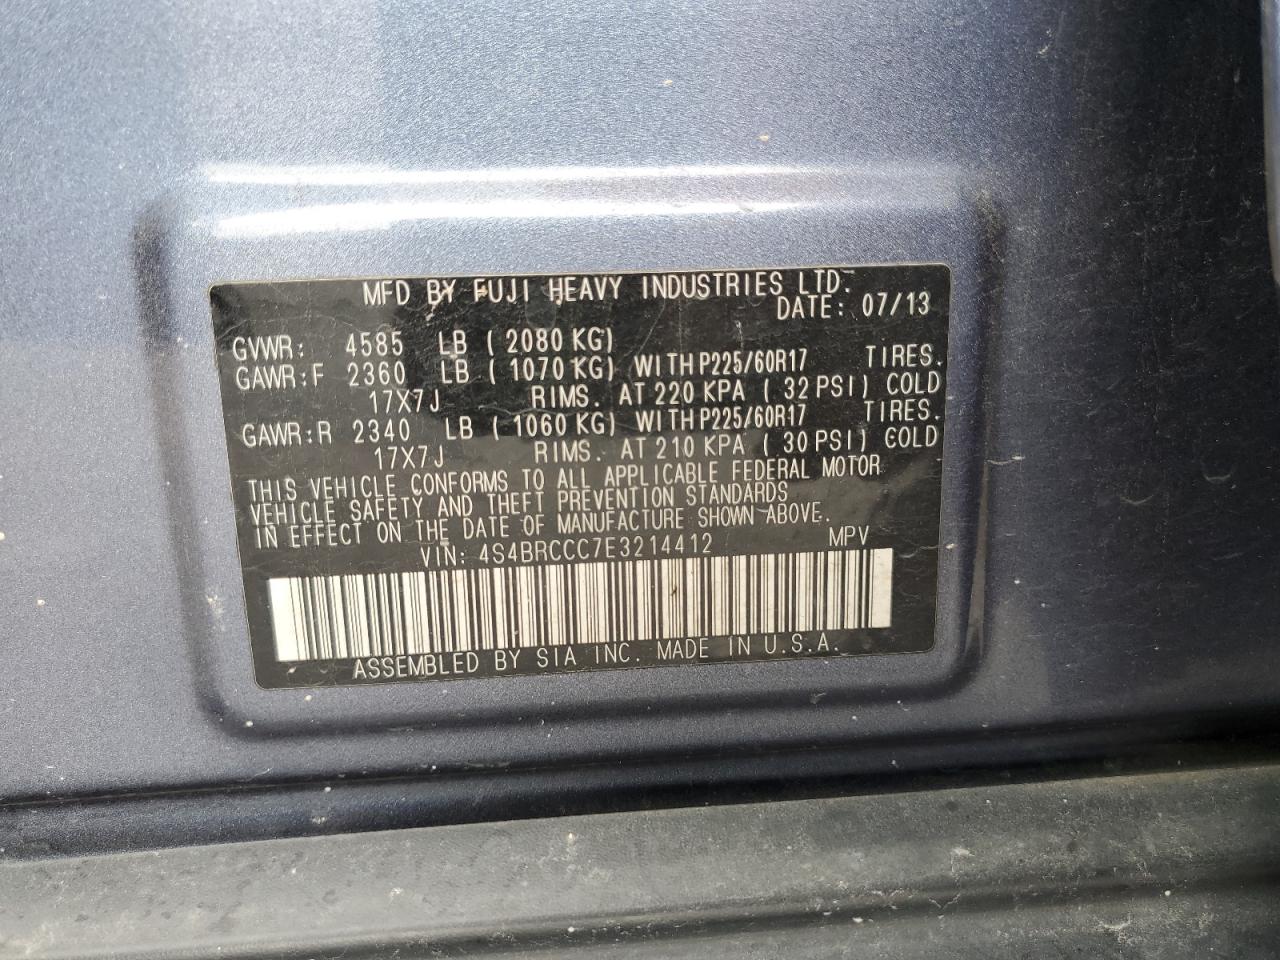 MFD BY FUJI HEAVY INDUSTRIES LTD.
DATE: 07/13
GVWR: 4585 LB ( 2080 KG)
GAWR:F 2360 LB ( 1070 KG) WITH P225/60R17 TIRES.
17X7J RIMS. AT 220 KPA ( 32 PSI) COLD
GAWR:R 2340 LB ( 1060 KG) WITH P225/60R17 TIRES.
17X7J RIMS. AT 210 KPA ( 30 PSI) COLD
THIS VEHICLE CONFORMS TO ALL APPLICABLE FEDERAL MOTOR
VEHICLE SAFETY AND THEFT PREVENTION STANDARDS
IN EFFECT ON THE DATE OF MANUFACTURE SHOWN ABOVE.
VIN: 4S4BRCCC7E3214412 MPV
ASSEMBLED BY SIA INC. MADE IN U.S.A.